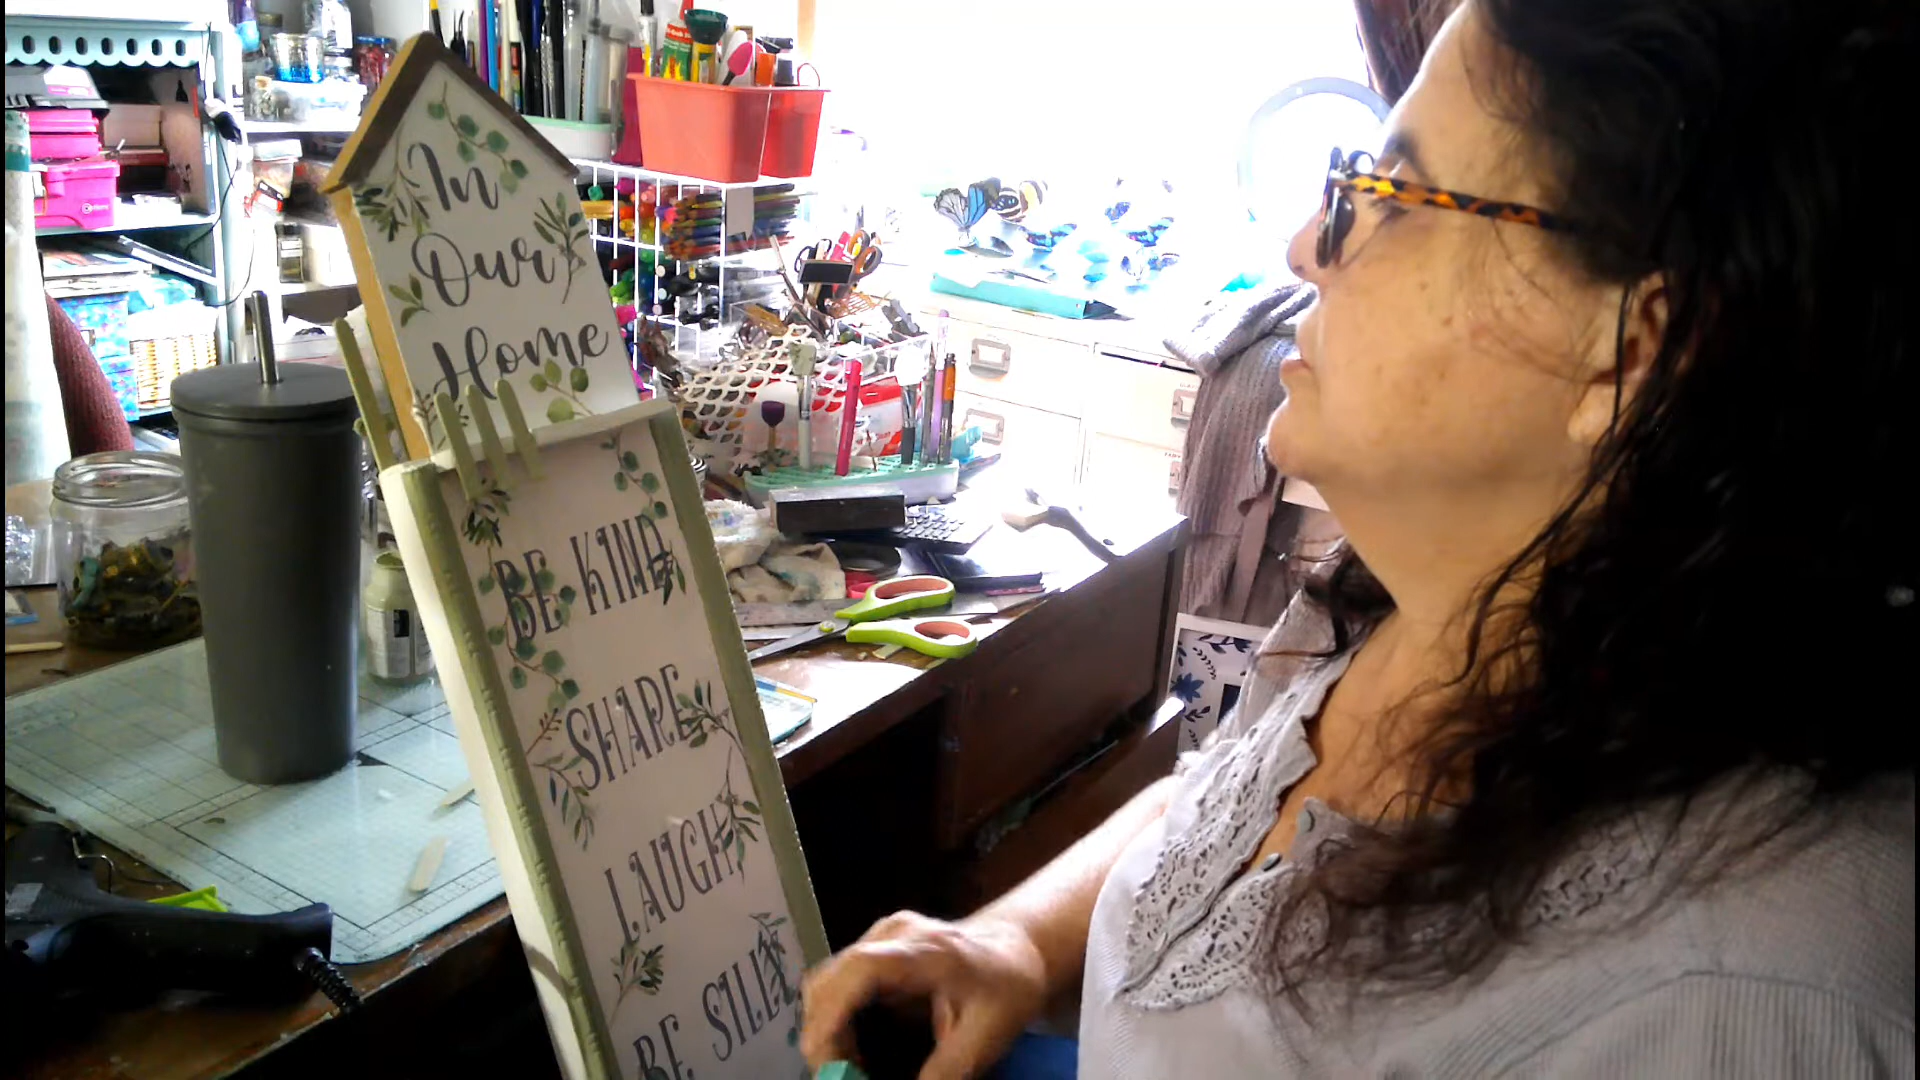 In
Our
Home
BE KIND
SHARE
LAUGH
BE SILLY